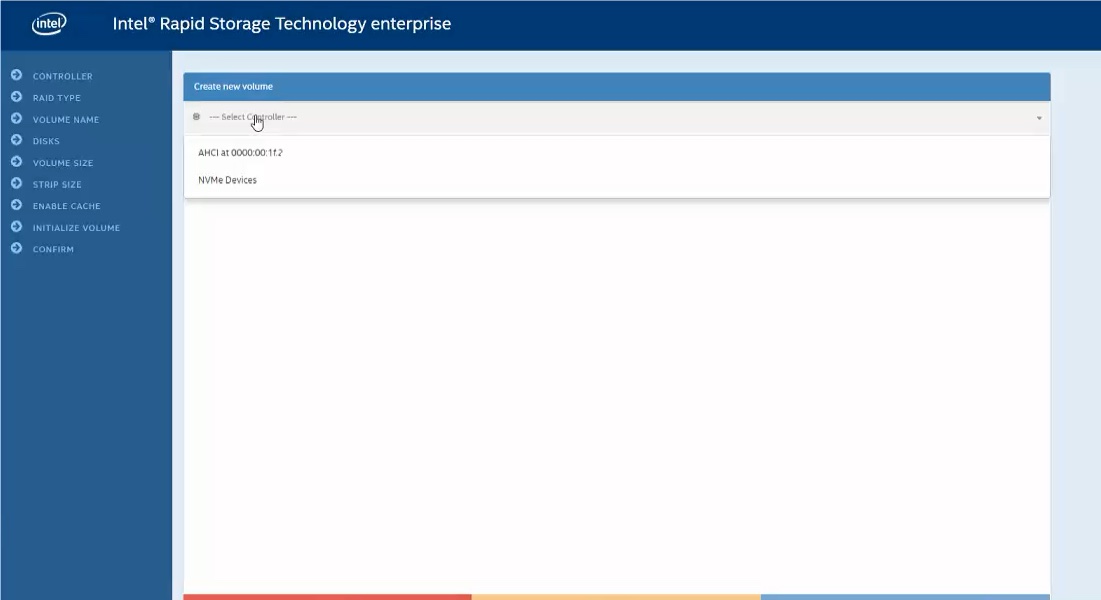 intel Intel® Rapid Storage Technology enterprise
CONTROLLER
RAID TYPE
VOLUME NAME
DISKS
VOLUME SIZE
STRIP SIZE
ENABLE CACHE
INITIALIZE VOLUME
CONFIRM
Create new volume
--- Select Controller ---
AHCI at 0000:00:1f.2
NVMe Devices